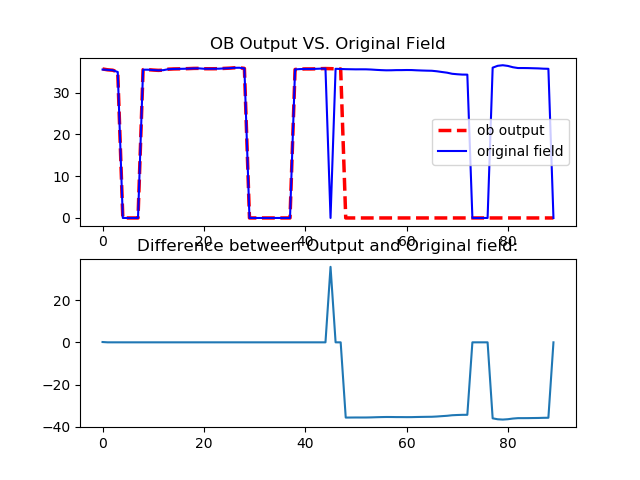 OB Output VS. Original Field
30
20
10
0
ob output
original field
0 20 40 60 80
Difference between Output and Original field.
20
0
−20
−40
0 20 40 60 80